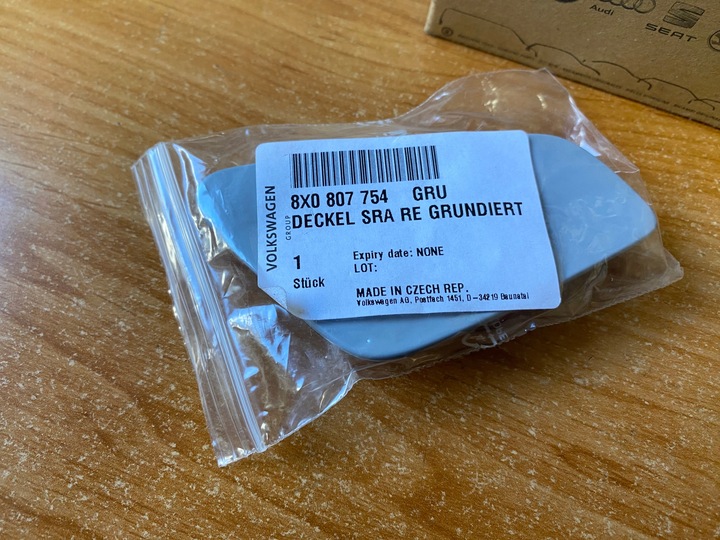 Audi
SEAT
VOLKSWAGEN
GROUP
8X0 807 754 GRU
DECKEL SRA RE GRUNDIERT
1
Stück
Expiry date: NONE
LOT:
MADE IN CZECH REP.
Volkswagen AG, Postfach 1451, D-34219 Baunatal